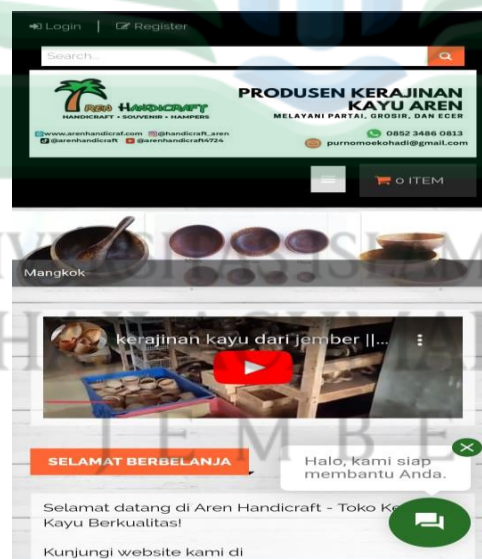 Login | Register
Search...
AREN HANDICRAFT
HANDICRAFT • SOUVENIR • HAMPERS
PRODUSEN KERAJINAN
KAYU AREN
MELAYANI PARTAI, GROSIR, DAN ECER
www.arenhandicraf.com @handicraft_aren
@arenhandicraft @arenhandicraft4724
0852 3486 0813
purnomoekohadi@gmail.com
0 ITEM
Mangkok
kerajinan kayu dari jember ||...
SELAMAT BERBELANJA
Halo, kami siap
membantu Anda.
Selamat datang di Aren Handicraft - Toko
Kayu Berkualitas!
Kunjungi website kami di